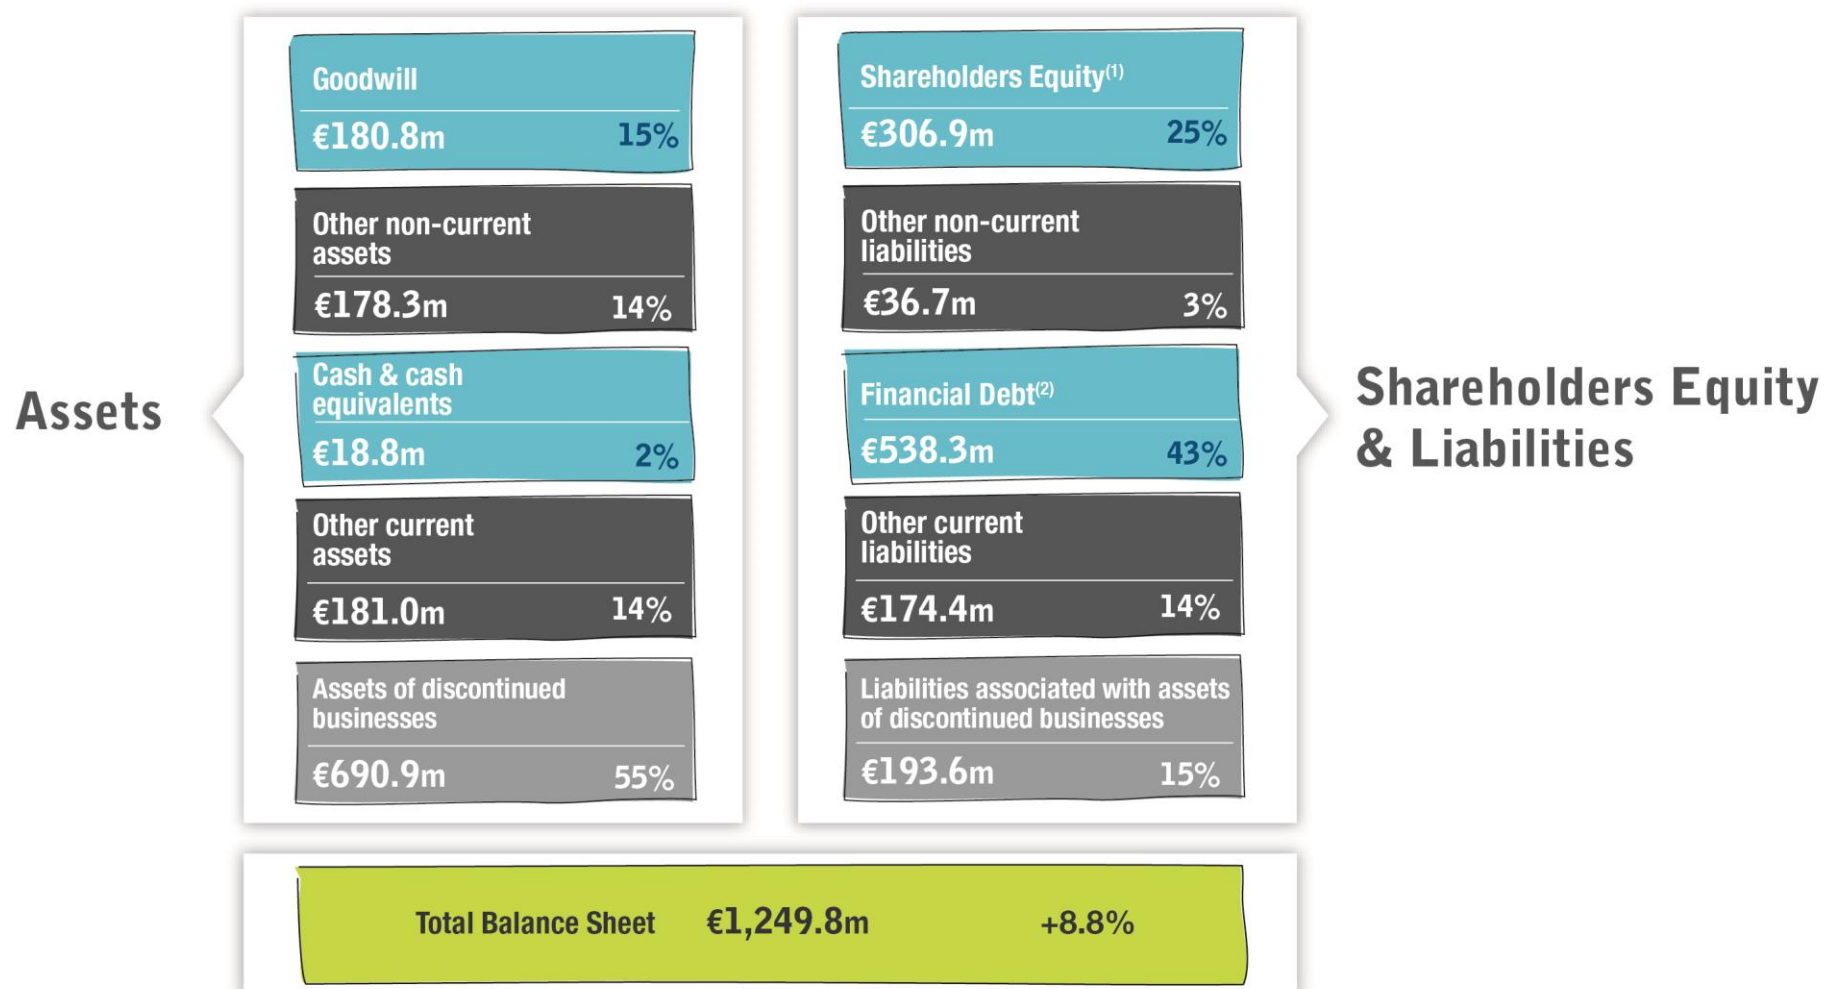 Assets
Goodwill
€180.8m 15%
Other non-current
assets
€178.3m 14%
Cash & cash
equivalents
€18.8m 2%
Other current
assets
€181.0m 14%
Assets of discontinued
businesses
€690.9m 55%
Shareholders Equity(1)
€306.9m 25%
Other non-current
liabilities
€36.7m 3%
Financial Debt(2)
€538.3m 43%
Other current
liabilities
€174.4m 14%
Liabilities associated with assets
of discontinued businesses
€193.6m 15%
Shareholders Equity
& Liabilities
Total Balance Sheet €1,249.8m +8.8%